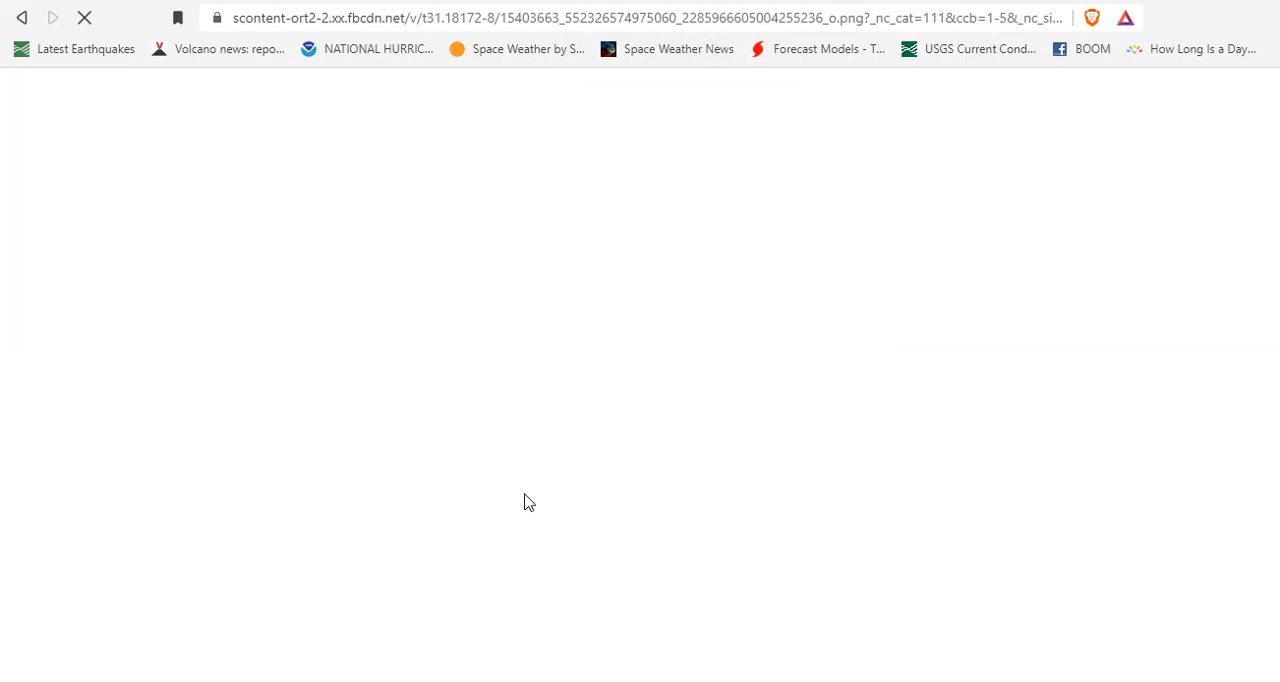 scontent-ort2-2.xx.fbcdn.net/v/t31.18172-8/15403663_552326574975060_2285966605004255236_o.png?_nc_cat=111&ccb=1-5&_nc_si...
Latest Earthquakes Volcano news: repo... NATIONAL HURRIC... Space Weather by S... Space Weather News Forecast Models - T... USGS Current Cond... BOOM How Long Is a Day...